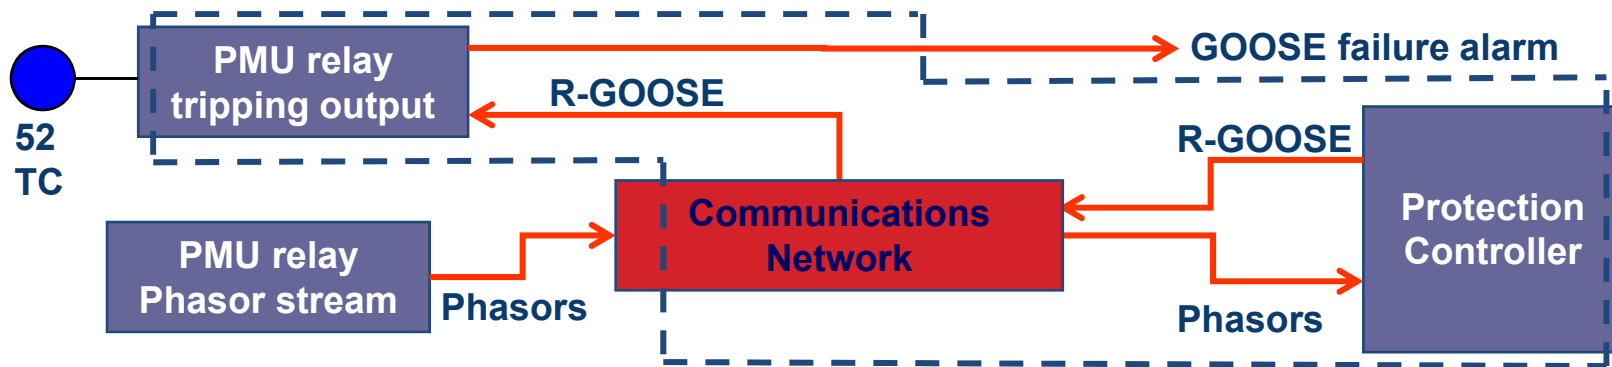 PMU relay
tripping output
GOOSE failure alarm
R-GOOSE
52
TC
R-GOOSE
Communications
Network
Protection
Controller
PMU relay
Phasor stream
Phasors
Phasors